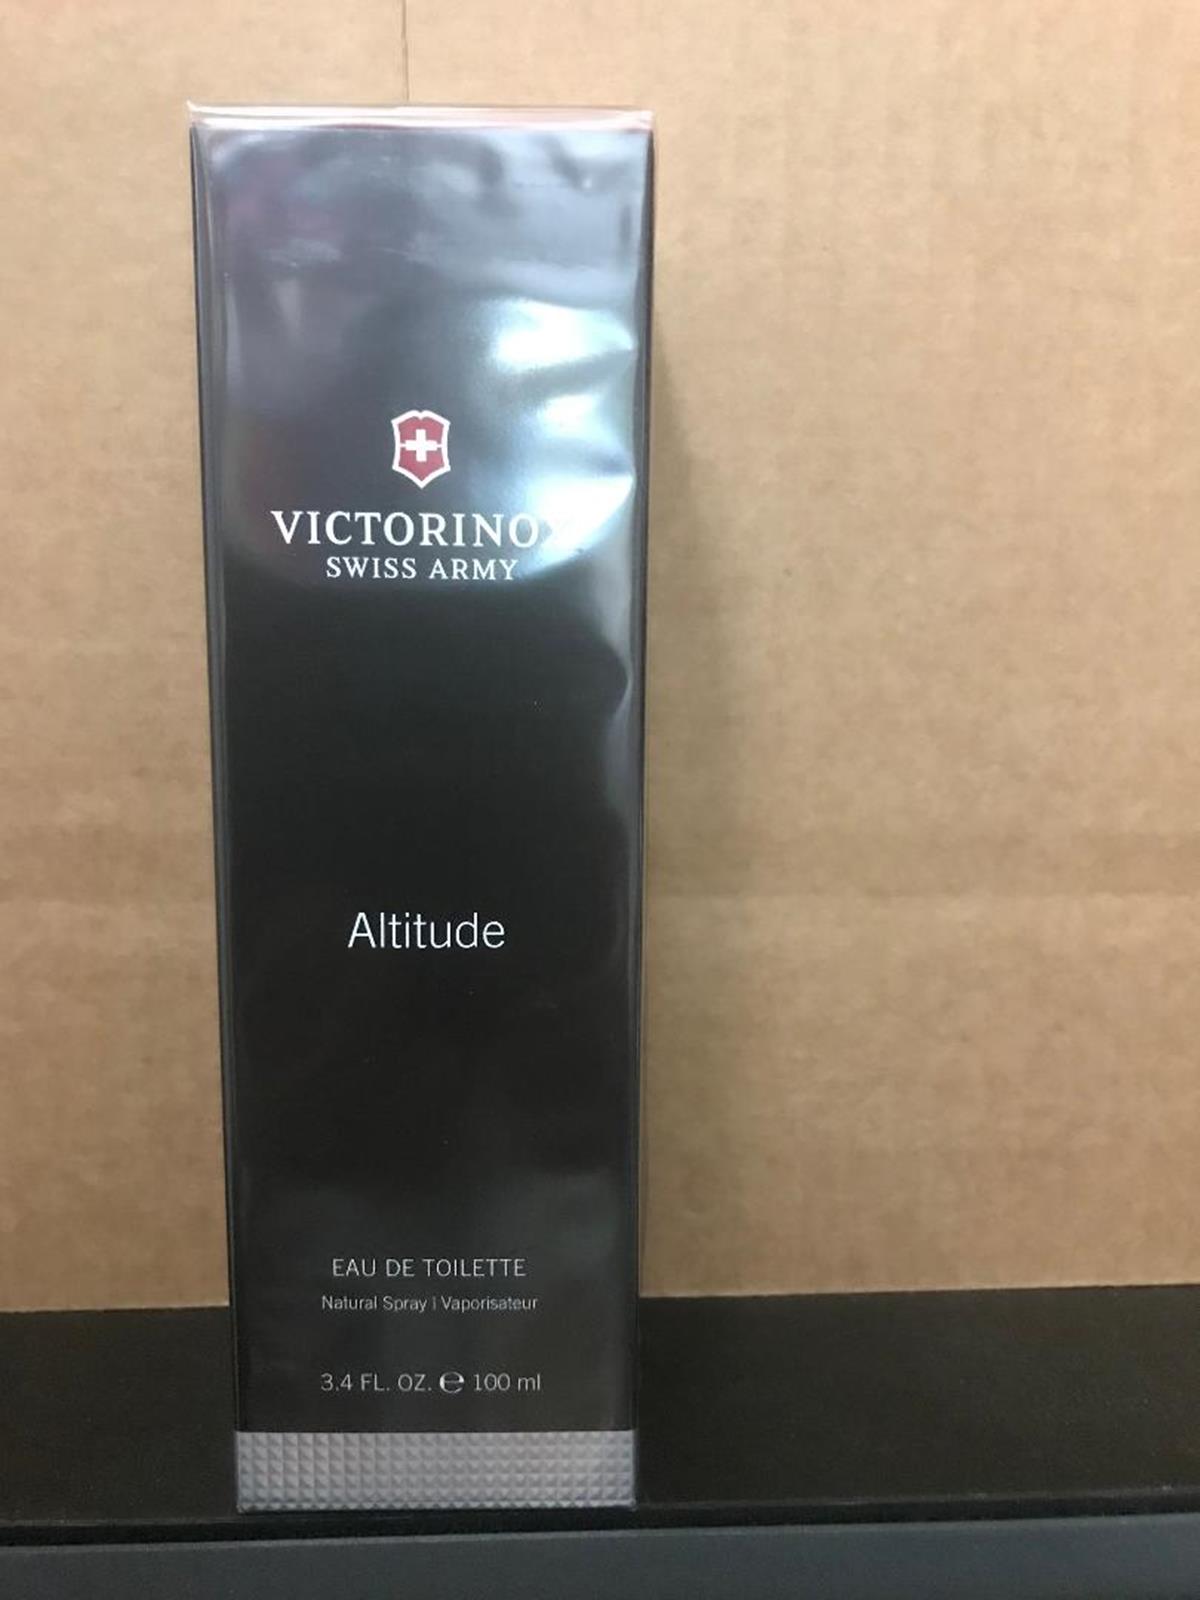 VICTORINOX
SWISS ARMY
Altitude
EAU DE TOILETTE
Natural Spray | Vaporisateur
3.4 FL. OZ. ℮ 100 ml